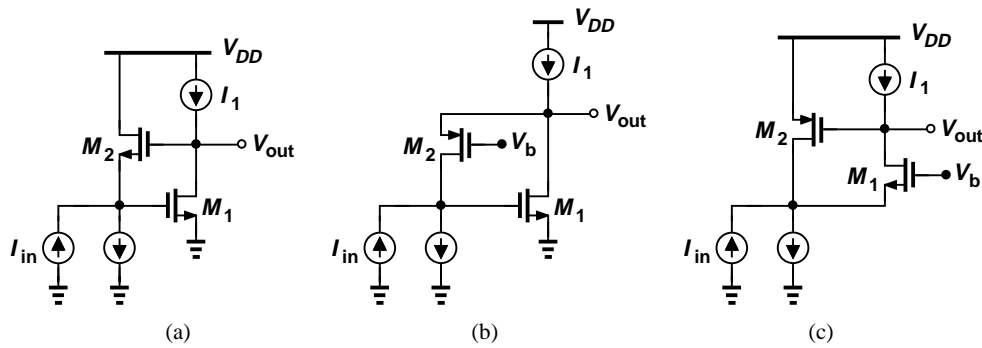 V_DD
I_1
M_2
V_out
M_1
I_in
(a)
V_DD
I_1
V_out
M_2
V_b
M_1
I_in
(b)
V_DD
I_1
M_2
V_out
M_1
V_b
I_in
(c)